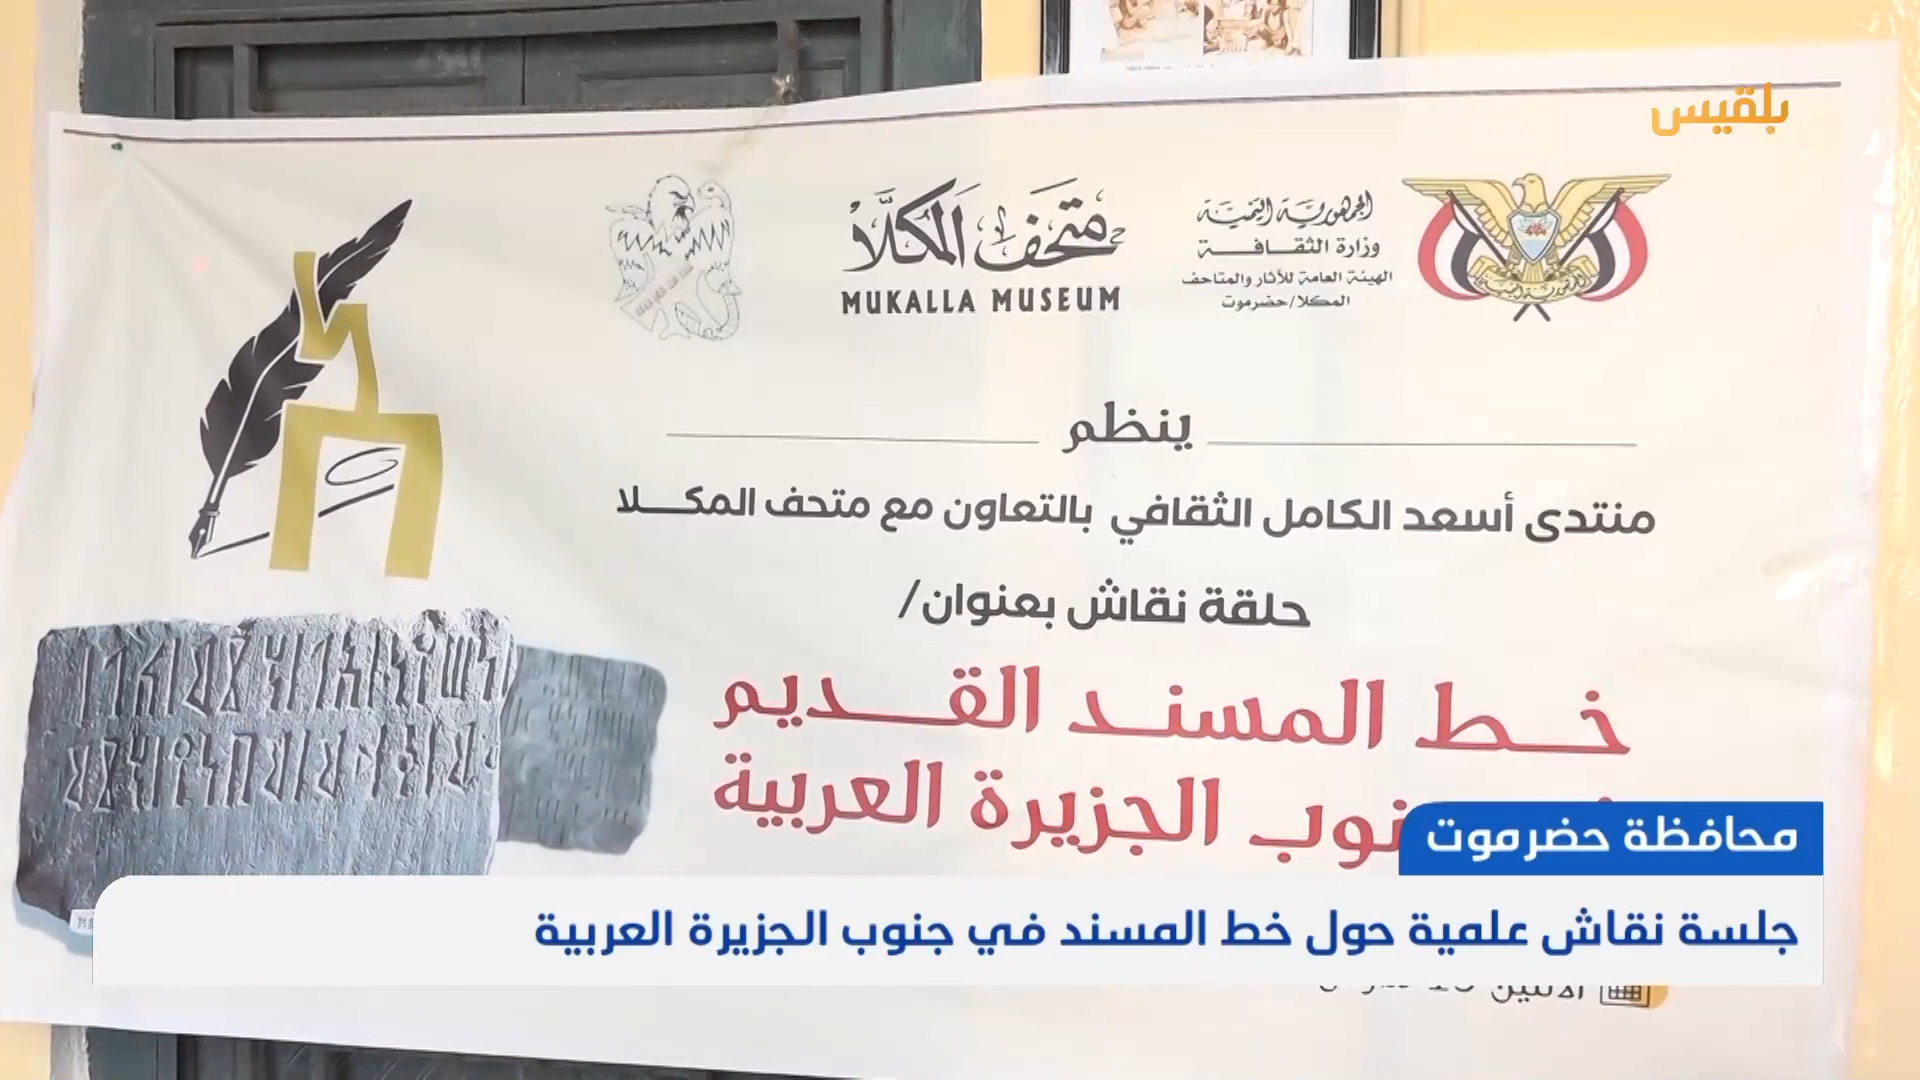 بلقيس
الجمهورية اليمنية
وزارة الثقافة
الهيئة العامة للآثار والمتاحف
المكلا/حضرموت
متحف المكلا
MUKALLA MUSEUM
ينظم
منتدى أسعد الكامل الثقافي بالتعاون مع متحف المكلا
حلقة نقاش بعنوان/
خط المسند القديم
الجزيرة العربية
محافظة حضرموت
جلسة نقاش علمية حول خط المسند في جنوب الجزيرة العربية